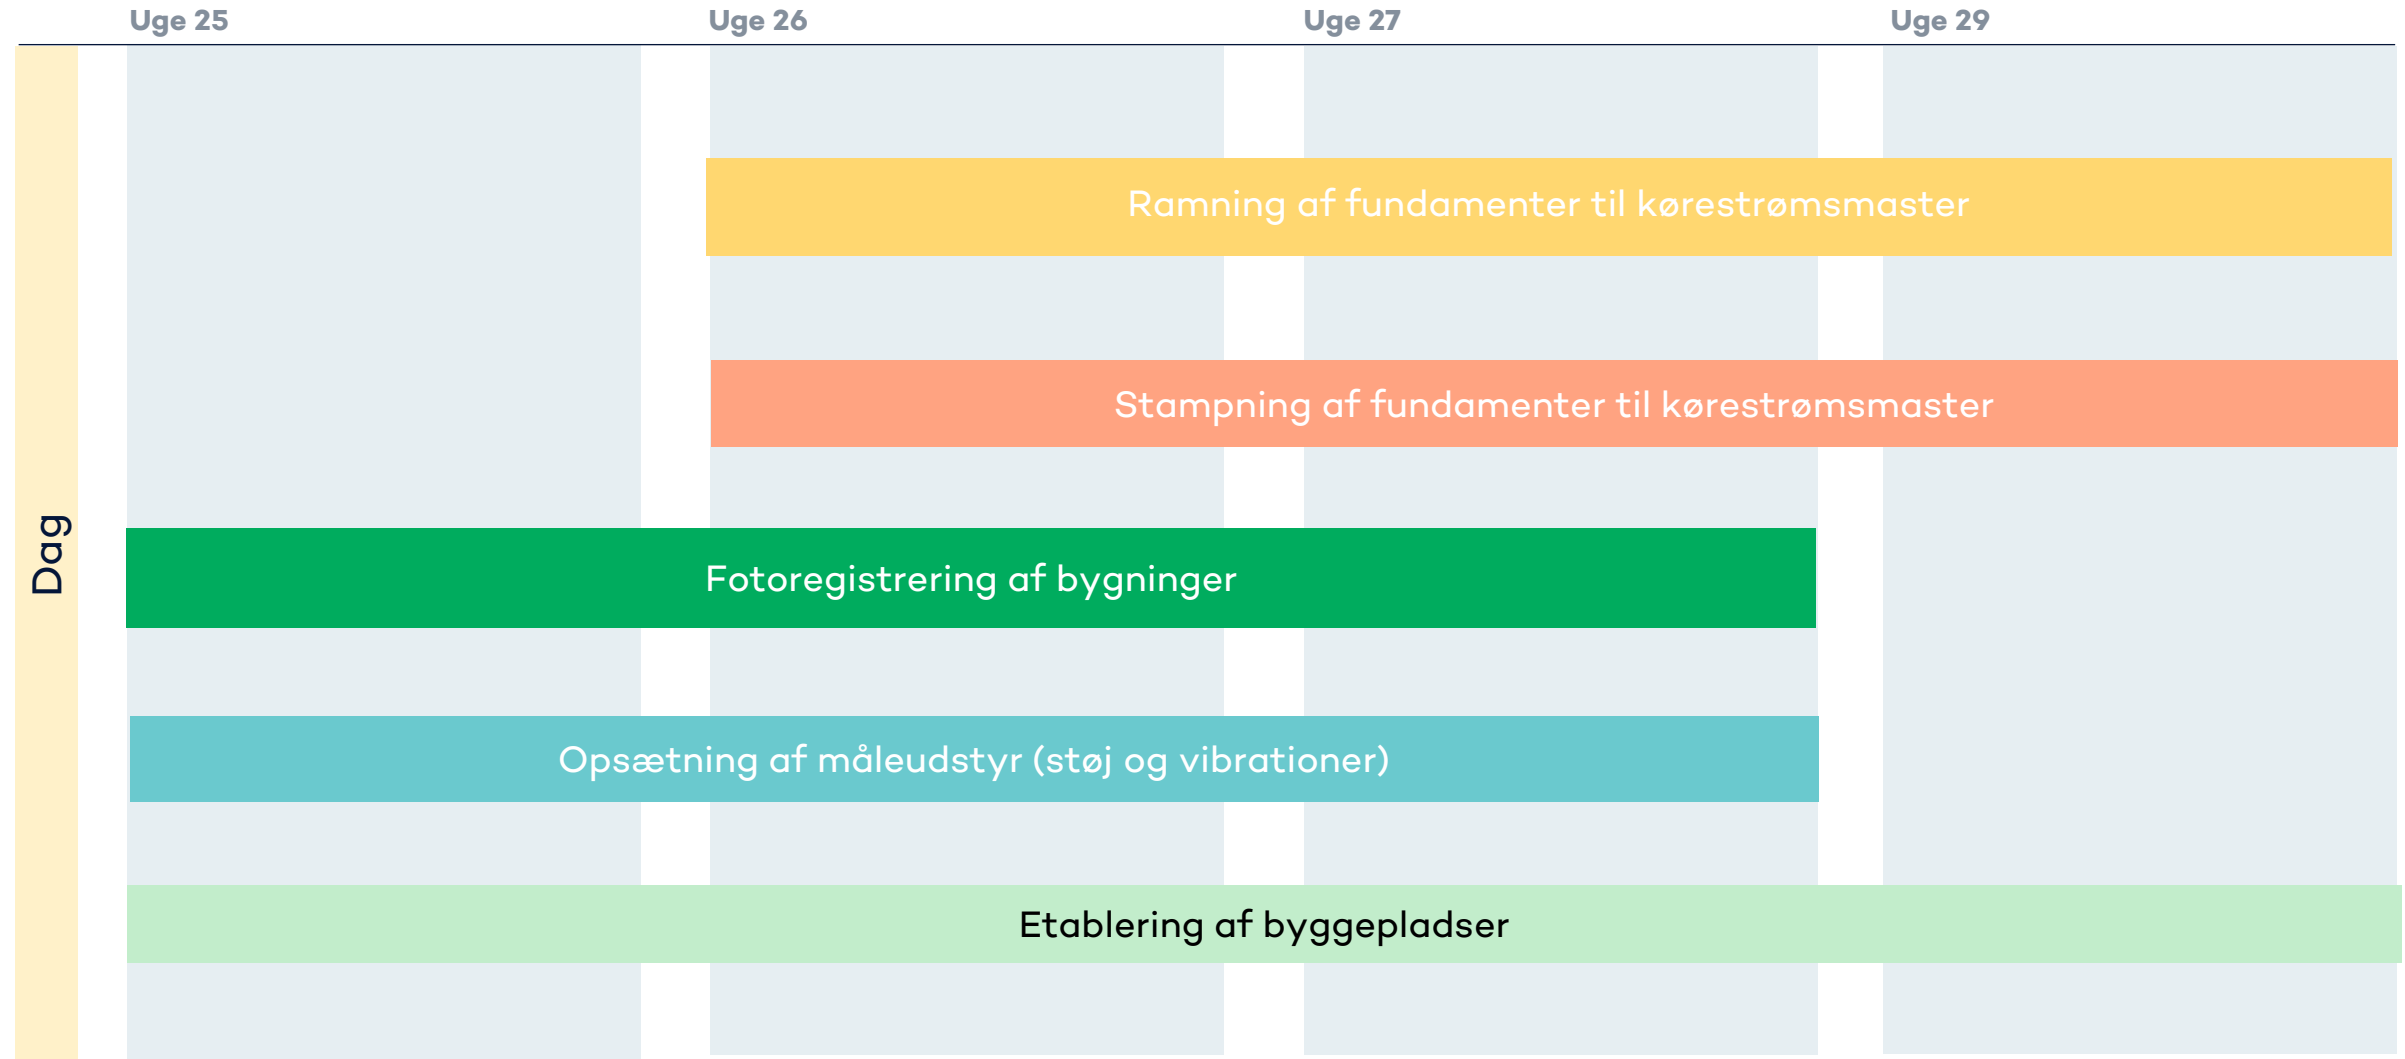 Uge 25
Uge 26
Uge 27
Uge 29
Dag
Ramning af fundamenter til kørestrømsmaster
Stampning af fundamenter til kørestrømsmaster
Fotoregistrering af bygninger
Opsætning af måleudstyr (støj og vibrationer)
Etablering af byggepladser